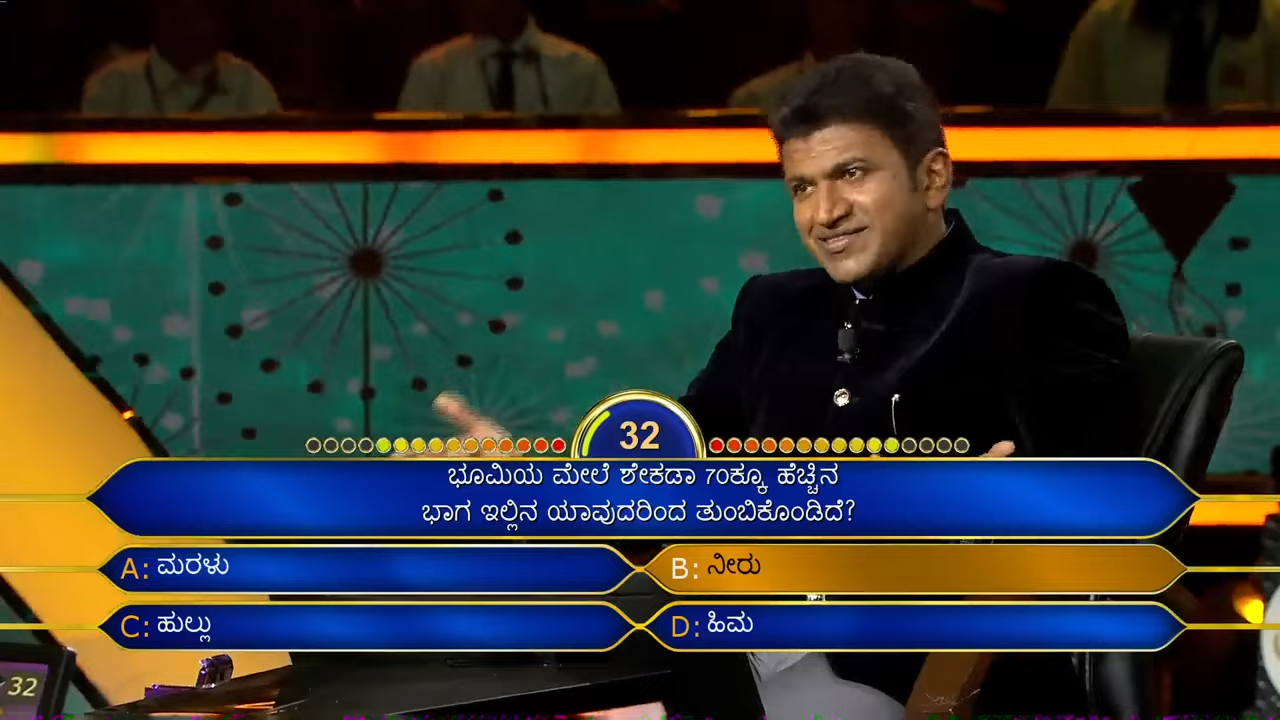 32
ಭೂಮಿಯ ಮೇಲೆ ಶೇಕಡಾ 70ಕ್ಕೂ ಹೆಚ್ಚಿನ
ಭಾಗ ಇಲ್ಲಿನ ಯಾವುದರಿಂದ ತುಂಬಿಕೊಂಡಿದೆ?
A: ಮರಳು
B: ನೀರು
C: ಹುಲ್ಲು
D: ಹಿಮ
32